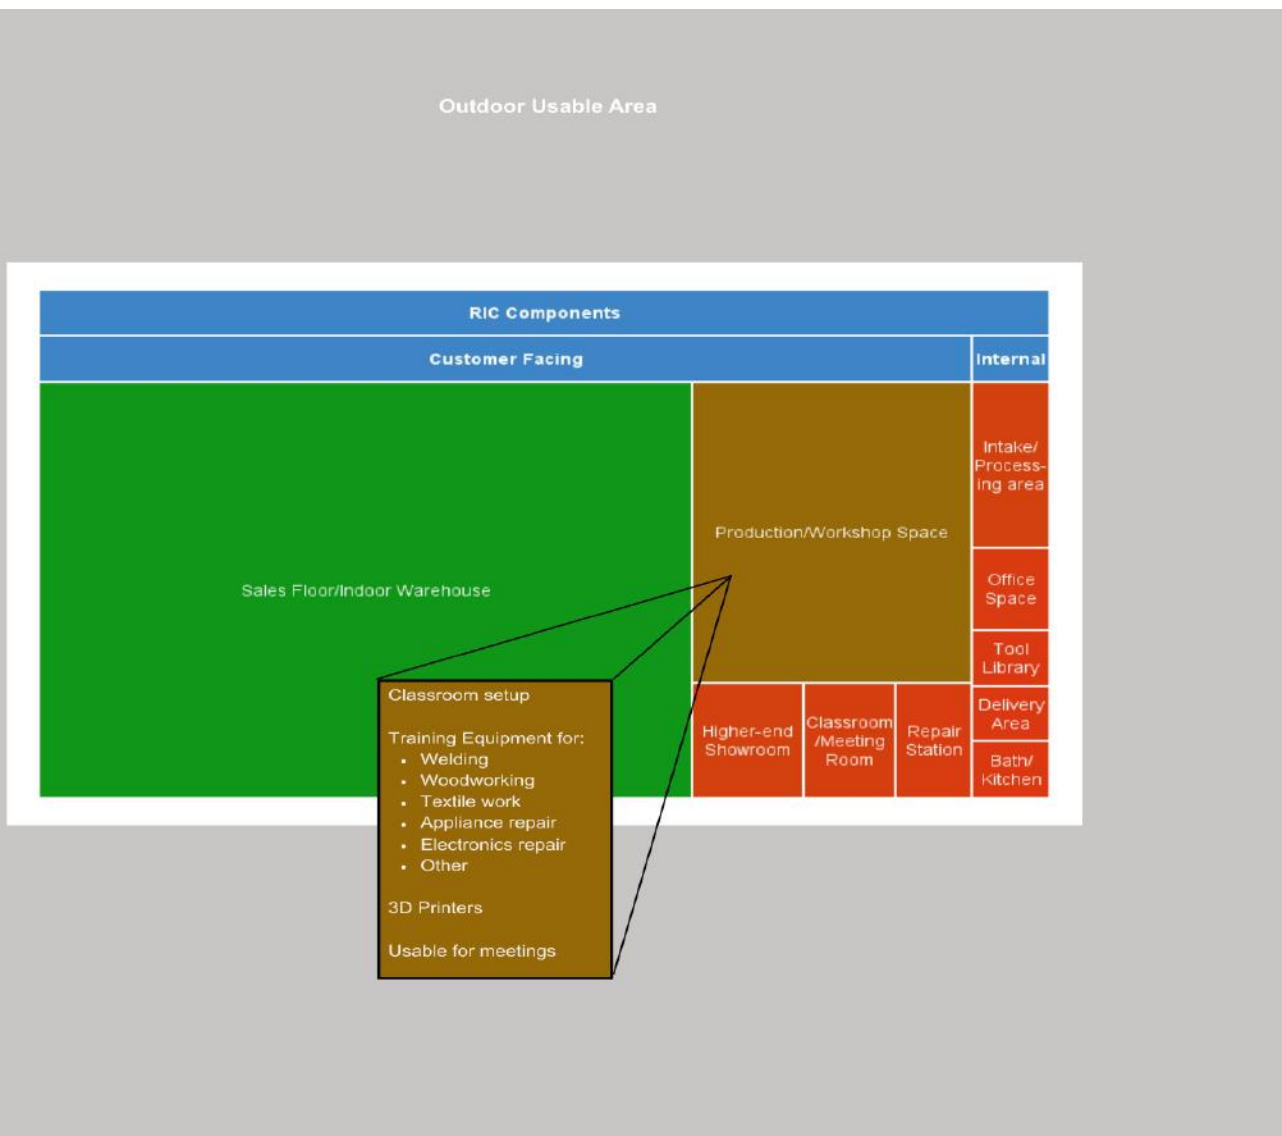 Outdoor Usable Area
RIC Components
Customer Facing
Internal
Sales Floor/Indoor Warehouse
Production/Workshop Space
Intake/
Process-
ing area
Office
Space
Tool
Library
Delivery
Area
Bath/
Kitchen
Higher-end
Showroom
Classroom
/Meeting
Room
Repair
Station
Classroom setup
Training Equipment for:
• Welding
• Woodworking
• Textile work
• Appliance repair
• Electronics repair
• Other
3D Printers
Usable for meetings